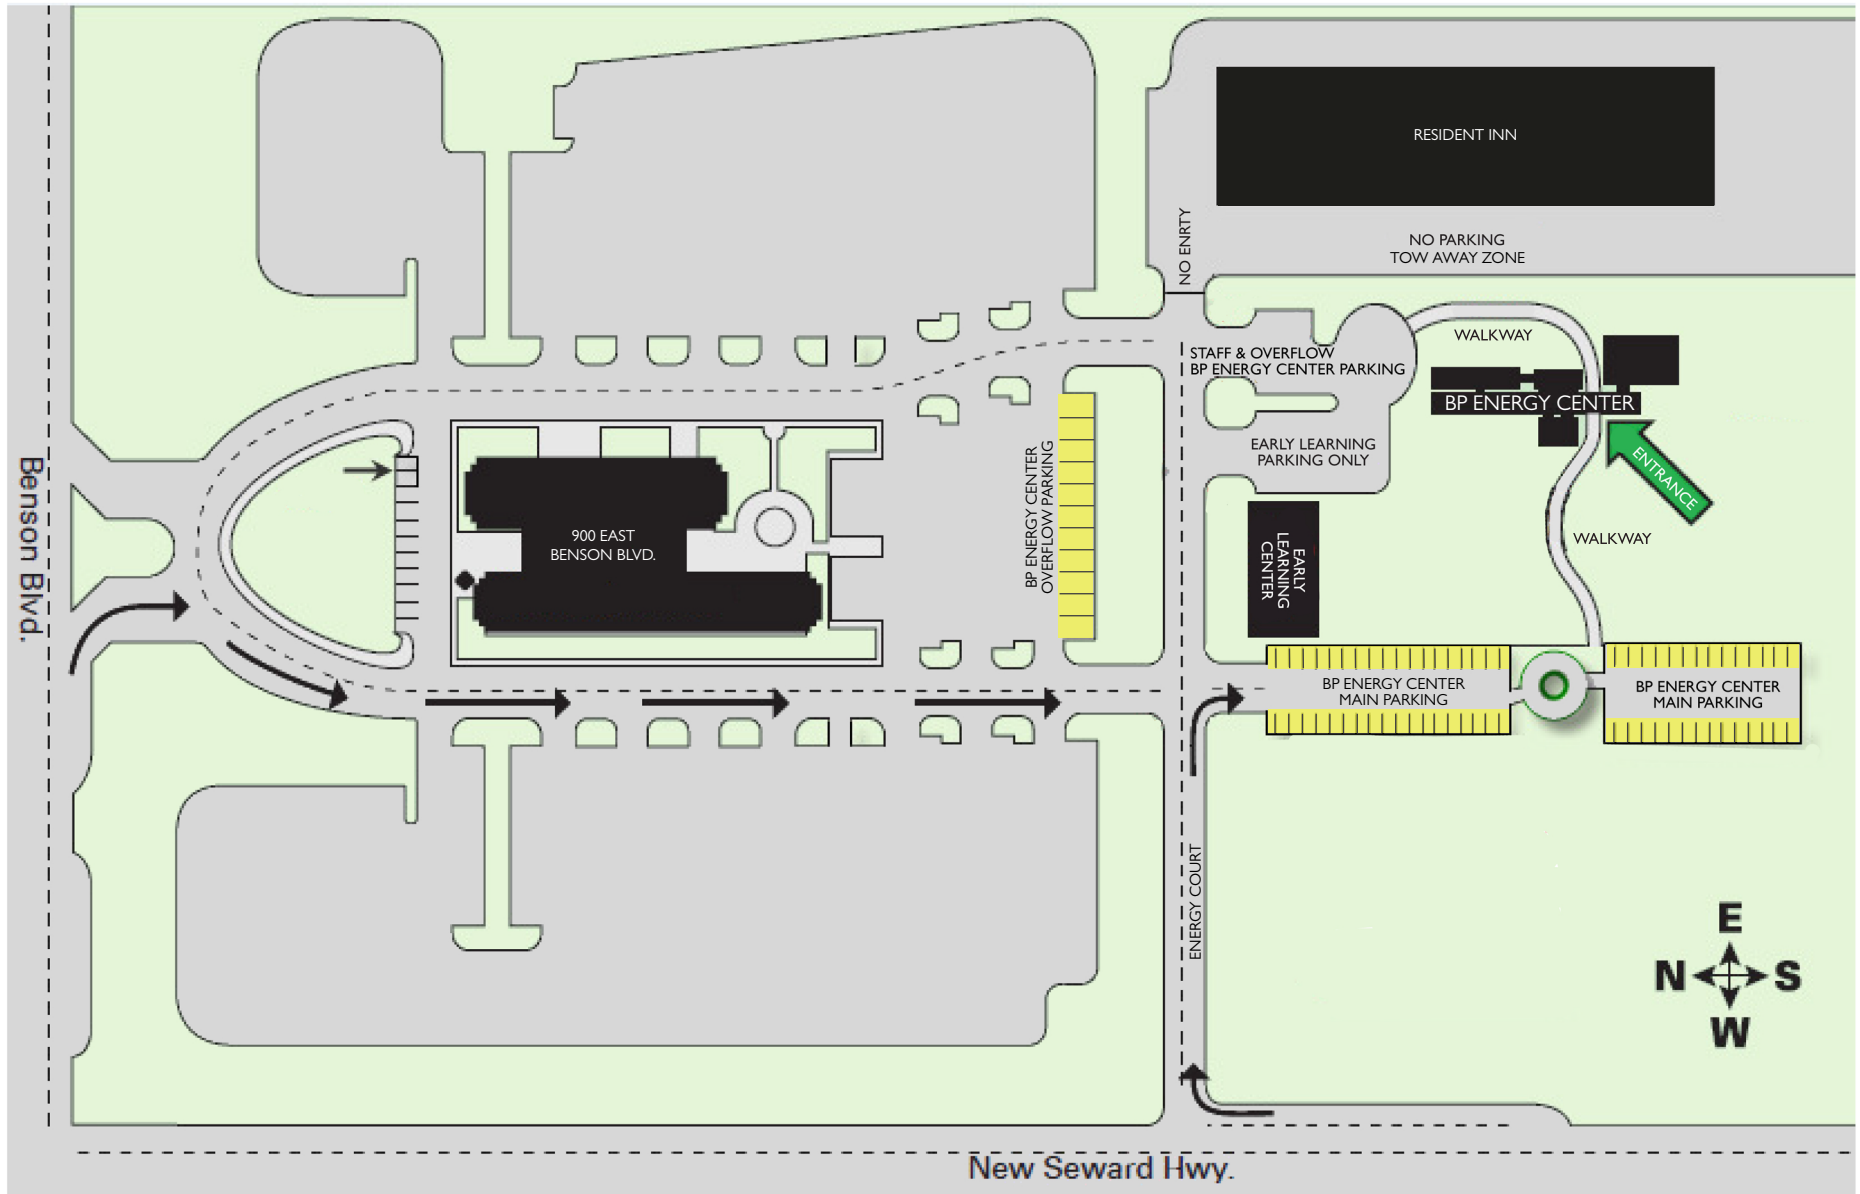 RESIDENT INN
NO PARKING
TOW AWAY ZONE
NO ENRTY
WALKWAY
STAFF & OVERFLOW
BP ENERGY CENTER PARKING
BP ENERGY CENTER
ENTRANCE
EARLY LEARNING
PARKING ONLY
BP ENERGY CENTER
OVERFLOW PARKING
Benson Blvd.
900 EAST
BENSON BLVD.
EARLY
LEARNING
CENTER
WALKWAY
BP ENERGY CENTER
MAIN PARKING
BP ENERGY CENTER
MAIN PARKING
ENERGY COURT
E
N S
W
New Seward Hwy.